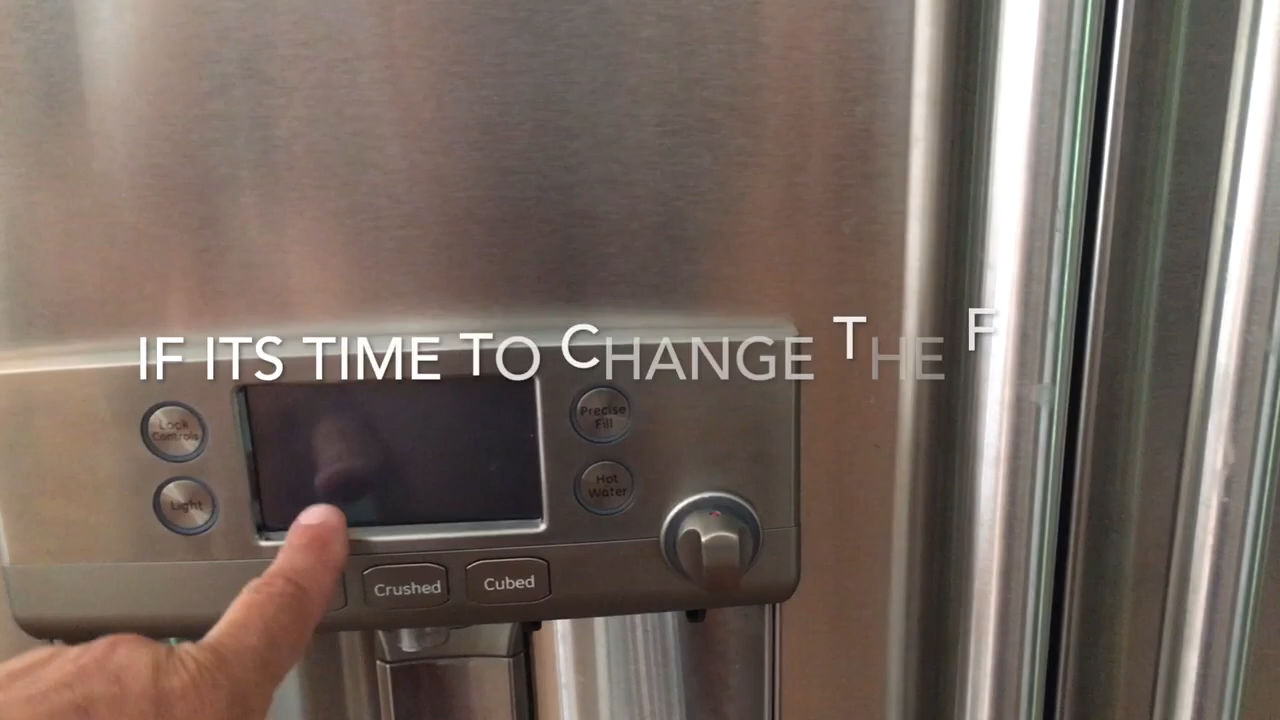 IF ITS TIME TO CHANGE THE F
Lock
Controls
Precise
Fill
Light
Hot
Water
Crushed
Cubed